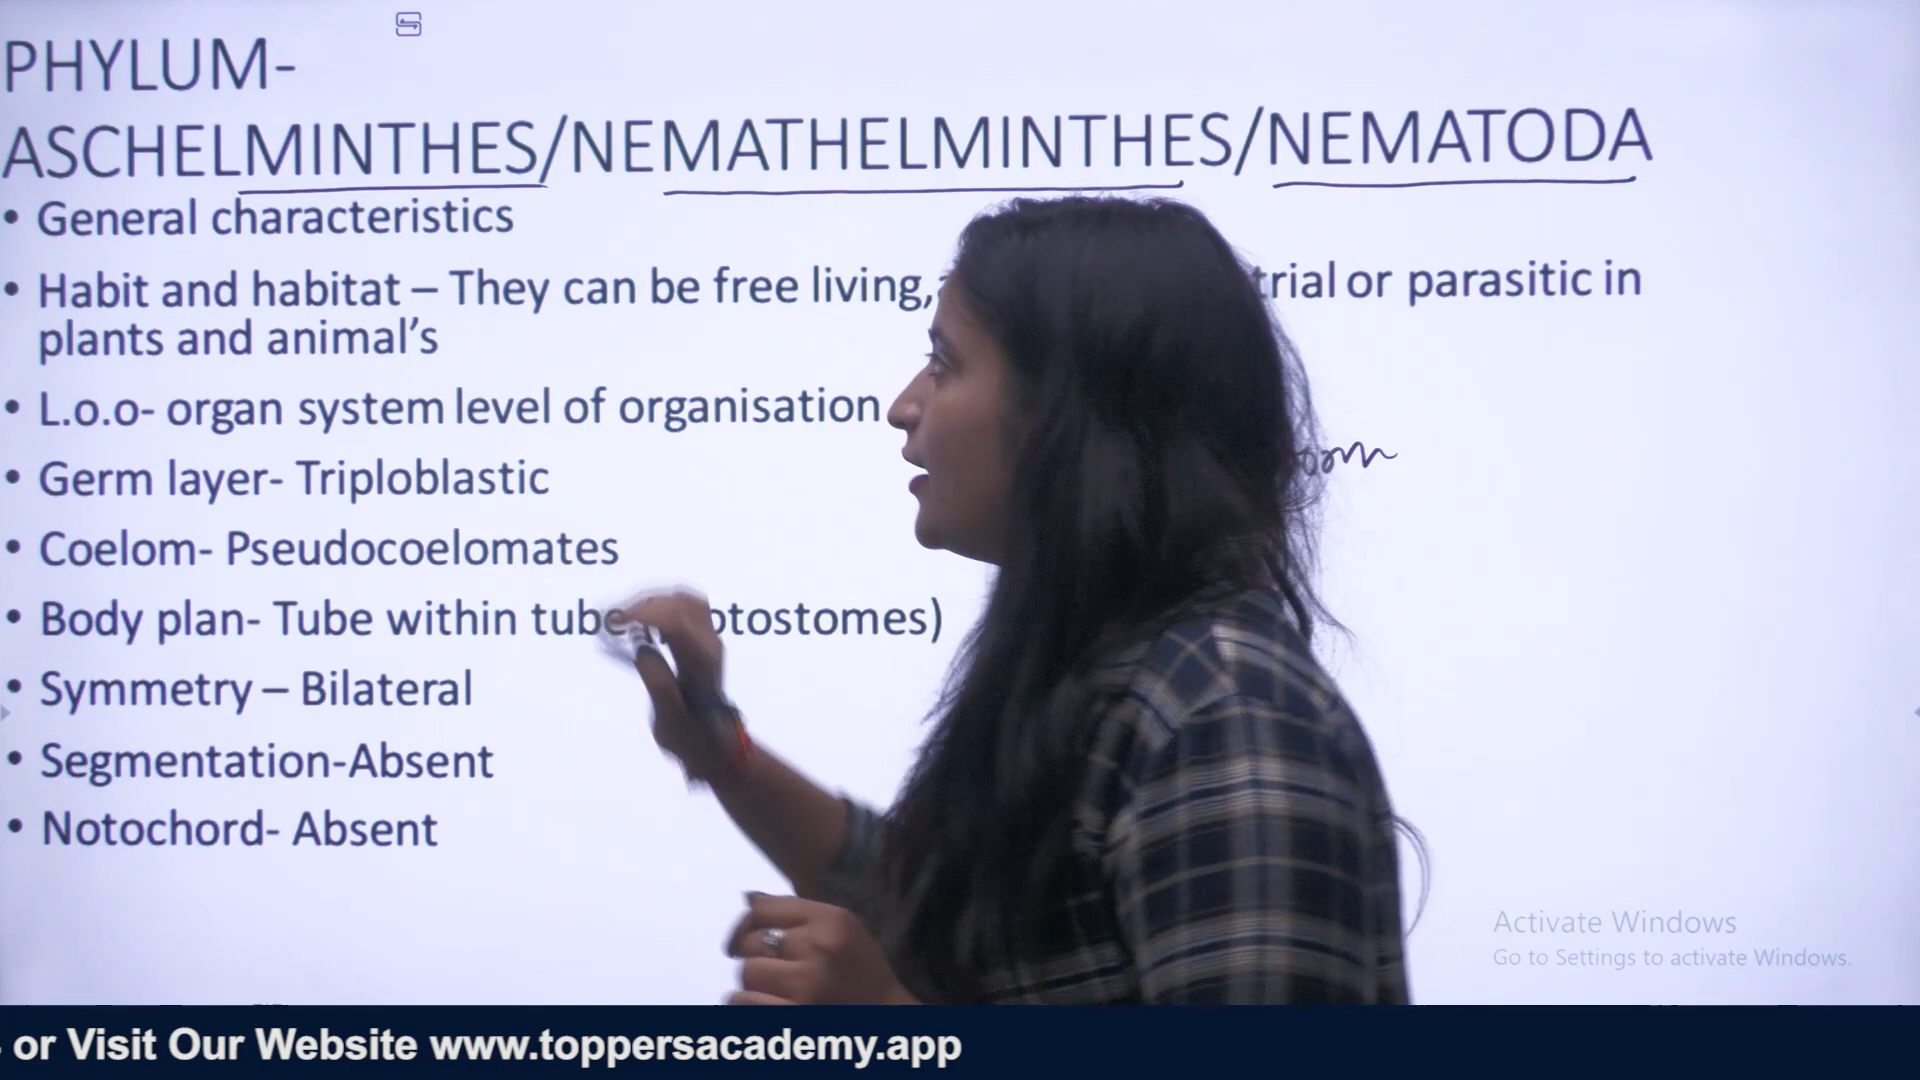 PHYLUM-
ASCHELMINTHES/NEMATHELMINTHES/NEMATODA
• General characteristics
• Habit and habitat – They can be free living, or parasitic in
plants and animal's
• L.o.o- organ system level of organisation
• Germ layer- Triploblastic
• Coelom- Pseudocoelomates
• Body plan- Tube within tube
• Symmetry – Bilateral
• Segmentation-Absent
• Notochord- Absent
Activate Windows
Go to Settings to activate Windows.
or Visit Our Website www.toppersacademy.app